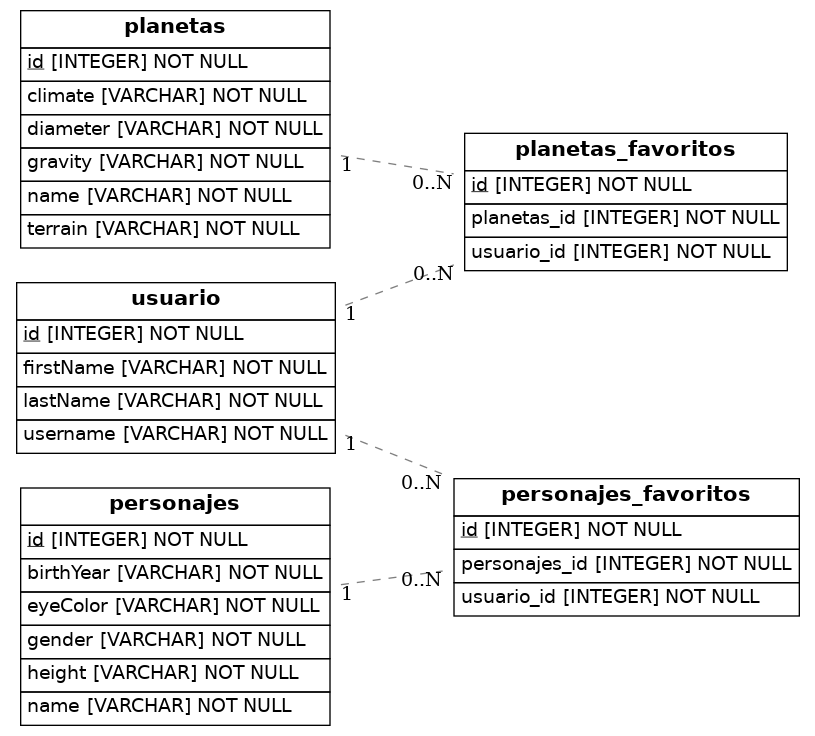 planetas
id [INTEGER] NOT NULL
climate [VARCHAR] NOT NULL
diameter [VARCHAR] NOT NULL
gravity [VARCHAR] NOT NULL
name [VARCHAR] NOT NULL
terrain [VARCHAR] NOT NULL
1
0..N
planetas_favoritos
id [INTEGER] NOT NULL
planetas_id [INTEGER] NOT NULL
usuario_id [INTEGER] NOT NULL
0..N
1
usuario
id [INTEGER] NOT NULL
firstName [VARCHAR] NOT NULL
lastName [VARCHAR] NOT NULL
username [VARCHAR] NOT NULL
1
0..N
personajes
id [INTEGER] NOT NULL
birthYear [VARCHAR] NOT NULL
eyeColor [VARCHAR] NOT NULL
gender [VARCHAR] NOT NULL
height [VARCHAR] NOT NULL
name [VARCHAR] NOT NULL
1
0..N
personajes_favoritos
id [INTEGER] NOT NULL
personajes_id [INTEGER] NOT NULL
usuario_id [INTEGER] NOT NULL